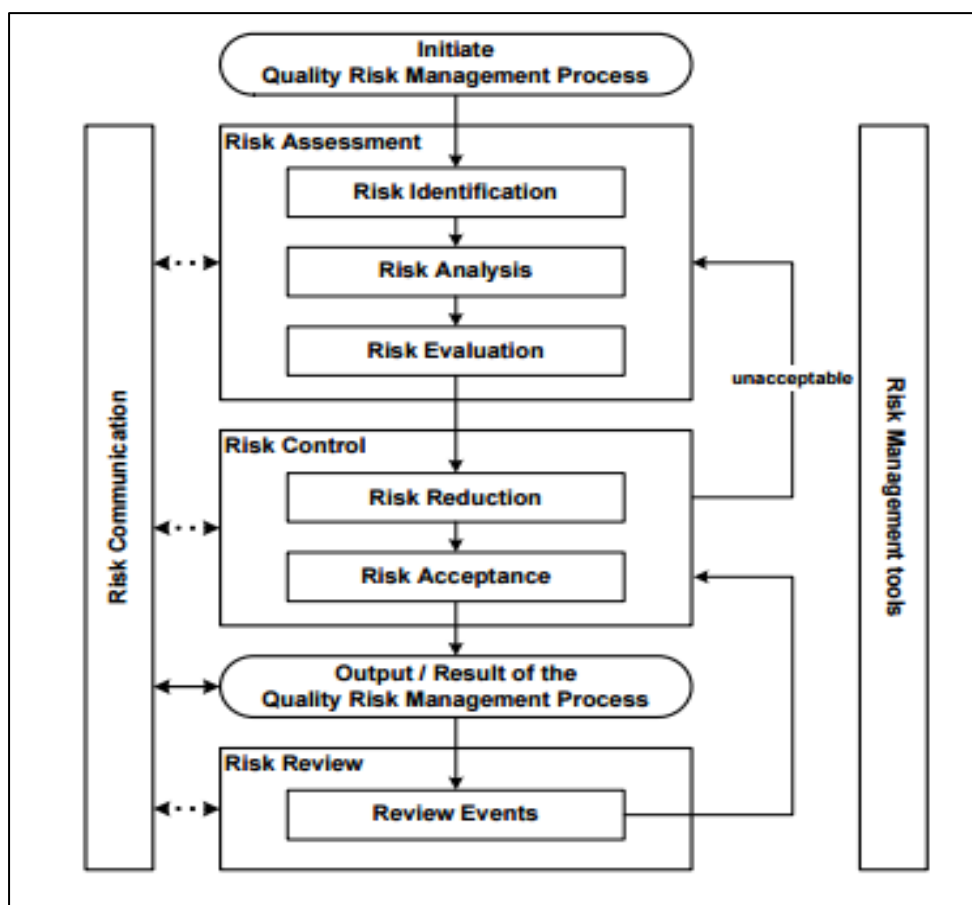 Initiate
Quality Risk Management Process
Risk Assessment
Risk Identification
Risk Analysis
Risk Evaluation
unacceptable
Risk Control
Risk Reduction
Risk Acceptance
Output / Result of the
Quality Risk Management Process
Risk Review
Review Events
Risk Communication
Risk Management tools